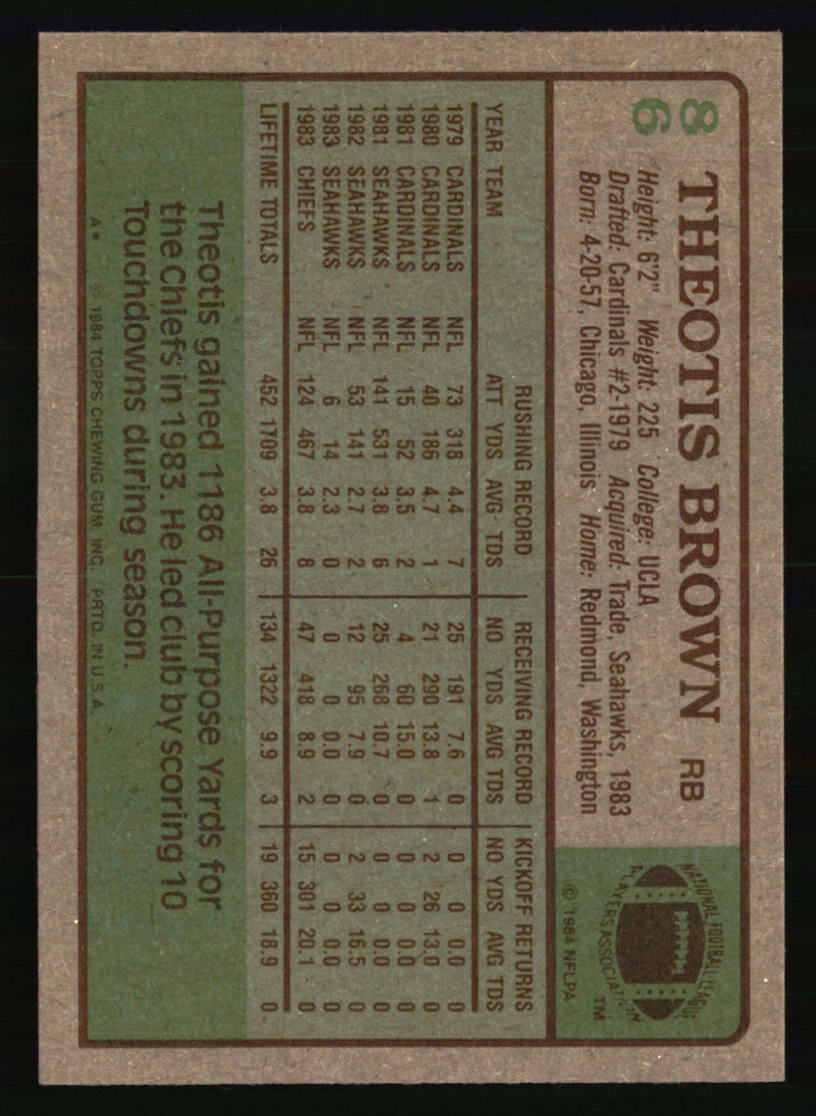 86
THEOTIS BROWN RB
Height: 6'2" Weight: 225 College: UCLA
Drafted: Cardinals #2-1979 Acquired: Trade, Seahawks, 1983
Born: 4-20-57, Chicago, Illinois Home: Redmond, Washington
NATIONAL FOOTBALL LEAGUE
PLAYERS ASSOCIATION
TM
© 1984 NFLPA
RUSHING RECORD RECEIVING RECORD KICKOFF RETURNS
YEAR TEAM ATT YDS AVG TDS NO YDS AVG TDS NO YDS AVG TDS
1979 CARDINALS NFL 73 318 4.4 7 25 191 7.6 0 0 0 0.0 0
1980 CARDINALS NFL 40 186 4.7 1 21 290 13.8 1 2 26 13.0 0
1981 CARDINALS NFL 15 52 3.5 2 4 60 15.0 0 0 0 0.0 0
1981 SEAHAWKS NFL 141 531 3.8 6 25 268 10.7 0 0 0 0.0 0
1982 SEAHAWKS NFL 53 141 2.7 2 12 95 7.9 0 2 33 16.5 0
1983 SEAHAWKS NFL 6 14 2.3 0 0 0 0.0 0 0 0 0.0 0
1983 CHIEFS NFL 124 467 3.8 8 47 418 8.9 2 15 301 20.1 0
LIFETIME TOTALS 452 1709 3.8 26 134 1322 9.9 3 19 360 18.9 0
Theotis gained 1186 All-Purpose Yards for
the Chiefs in 1983. He led club by scoring 10
Touchdowns during season.
A* © 1984 TOPPS CHEWING GUM, INC. PRTD. IN U.S.A.